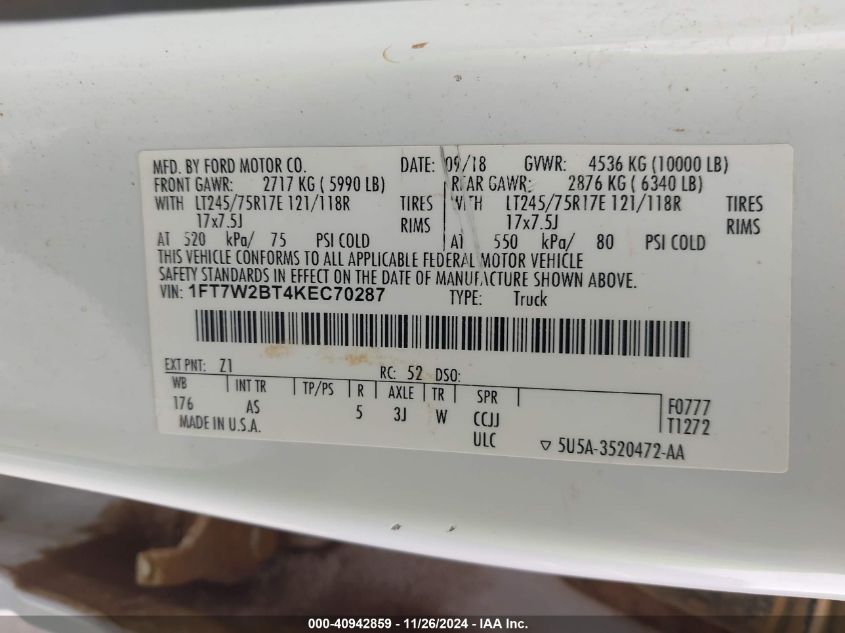 MFD. BY FORD MOTOR CO. DATE: 09/18 GVWR: 4536 KG (10000 LB)
FRONT GAWR: 2717 KG ( 5990 LB) REAR GAWR: 2876 KG ( 6340 LB)
WITH LT245/75R17E 121/118R TIRES WITH LT245/75R17E 121/118R TIRES
17x7.5J RIMS 17x7.5J RIMS
AT 520 kPa/ 75 PSI COLD AT 550 kPa/ 80 PSI COLD
THIS VEHICLE CONFORMS TO ALL APPLICABLE FEDERAL MOTOR VEHICLE
SAFETY STANDARDS IN EFFECT ON THE DATE OF MANUFACTURE SHOWN ABOVE.
VIN: 1FT7W2BT4KEC70287 TYPE: Truck
EXT PNT: Z1 RC: 52 DSO:
WB INT TR TP/PS R AXLE TR SPR F0777
176 AS 5 3J W CCJJ T1272
MADE IN U.S.A. ULC ▽ 5U5A-3520472-AA
000-40942859 | 11/26/2024 - IAA Inc.